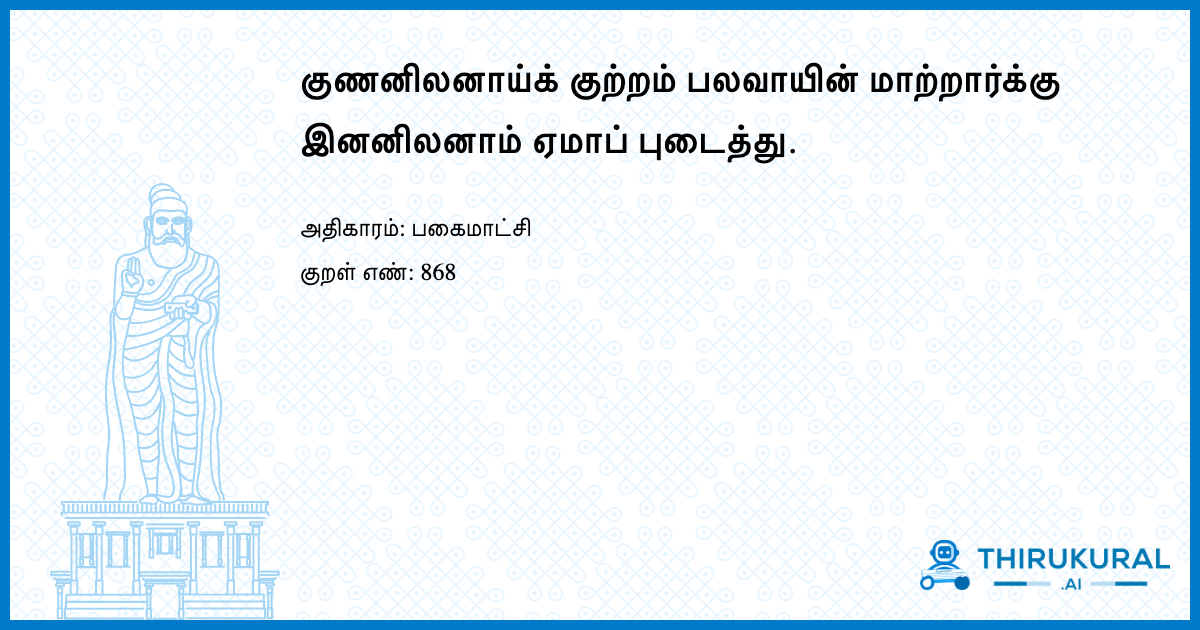 குணனிலனாய்க் குற்றம் பலவாயின் மாற்றார்க்கு
இனனிலனாம் ஏமாப் புடைத்து.
அதிகாரம்: பகைமாட்சி
குறள் எண்: 868
THIRUKURAL
.AI